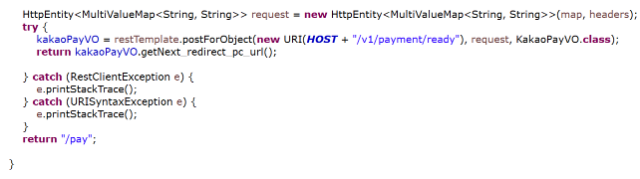 HttpEntity<MultiValueMap<String, String>> request = new HttpEntity<MultiValueMap<String, String>>(map, headers);
try {
kakaoPayVO = restTemplate.postForObject(new URI(HOST + "/v1/payment/ready"), request, KakaoPayVO.class);
return kakaoPayVO.getNext_redirect_pc_url();
} catch (RestClientException e) {
e.printStackTrace();
} catch (URISyntaxException e) {
e.printStackTrace();
}
return "/pay";
}